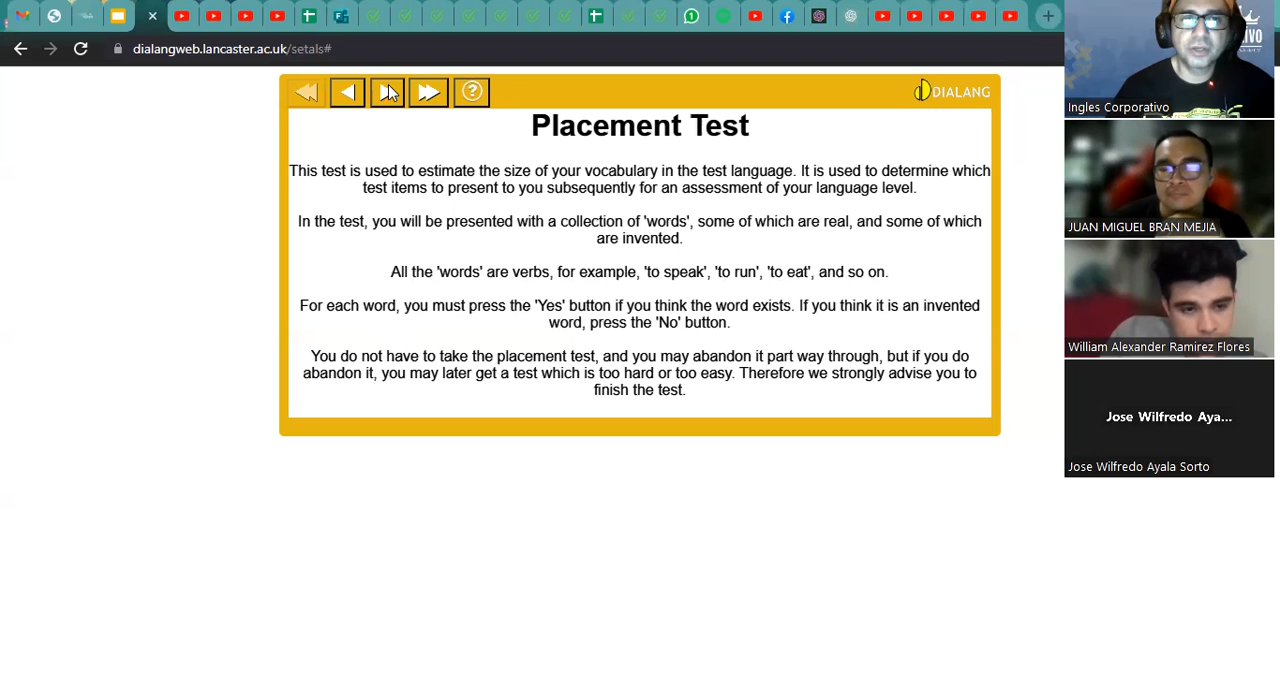 dialangweb.lancaster.ac.uk/setals#
DIALANG
Placement Test
This test is used to estimate the size of your vocabulary in the test language. It is used to determine which
test items to present to you subsequently for an assessment of your language level.
In the test, you will be presented with a collection of 'words', some of which are real, and some of which
are invented.
All the 'words' are verbs, for example, 'to speak', 'to run', 'to eat', and so on.
For each word, you must press the 'Yes' button if you think the word exists. If you think it is an invented
word, press the 'No' button.
You do not have to take the placement test, and you may abandon it part way through, but if you do
abandon it, you may later get a test which is too hard or too easy. Therefore we strongly advise you to
finish the test.
Ingles Corporativo
JUAN MIGUEL BRAN MEJIA
William Alexander Ramirez Flores
Jose Wilfredo Aya...
Jose Wilfredo Ayala Sorto